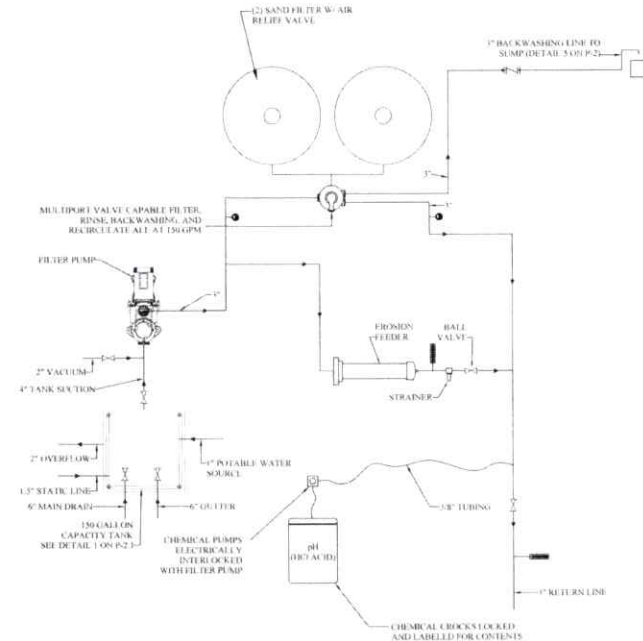 (2) SAND FILTER W/ AIR
RELIEF VALVE
3" BACKWASHING LINE TO
SUMP (DETAIL 5 ON P-2)
3"
MULTIPORT VALVE CAPABLE FILTER,
RINSE, BACKWASHING, AND
RECIRCULATE ALL AT 150 GPM
FILTER PUMP
EROSION
FEEDER
BALL
VALVE
2" VACUUM
4" TANK SUCTION
STRAINER
2" OVERFLOW
POTABLE WATER
SOURCE
1.5" STATIC LINE
6" MAIN DRAIN
6" GUTTER
3/8" TUBING
150 GALLON
CAPACITY TANK
SEE DETAIL 1 ON P-2.1
CHEMICAL PUMPS
ELECTRICALLY
INTERLOCKED
WITH FILTER PUMP
pH
(HCl ACID)
RETURN LINE
CHEMICAL CROCKS LOCKED
AND LABELLED FOR CONTENTS